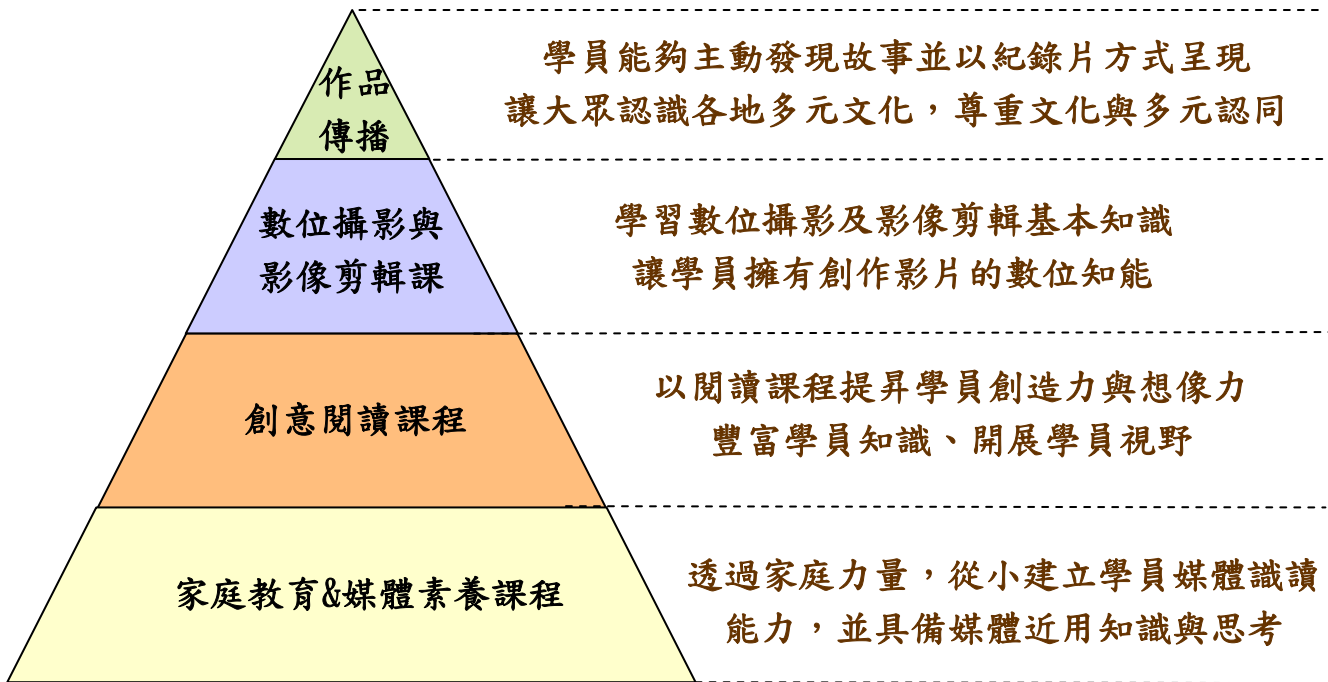 作品
傳播
學員能夠主動發現故事並以紀錄片方式呈現
讓大眾認識各地多元文化，尊重文化與多元認同
數位攝影與
影像剪輯課
學習數位攝影及影像剪輯基本知識
讓學員擁有創作影片的數位知能
創意閱讀課程
以閱讀課程提昇學員創造力與想像力
豐富學員知識、開展學員視野
家庭教育&媒體素養課程
透過家庭力量，從小建立學員媒體識讀
能力，並具備媒體近用知識與思考